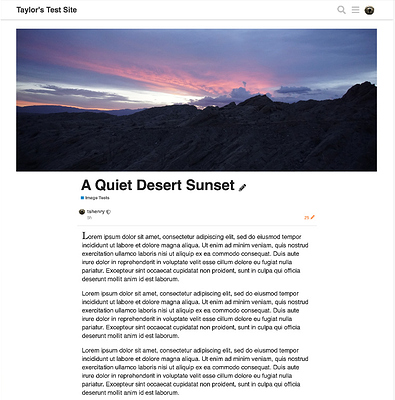 Taylor's Test Site
A Quiet Desert Sunset
Image Tests
tshenry
1h
25
Lorem ipsum dolor sit amet, consectetur adipiscing elit, sed do eiusmod tempor
incididunt ut labore et dolore magna aliqua. Ut enim ad minim veniam, quis nostrud
exercitation ullamco laboris nisi ut aliquip ex ea commodo consequat. Duis aute
irure dolor in reprehenderit in voluptate velit esse cillum dolore eu fugiat nulla
pariatur. Excepteur sint occaecat cupidatat non proident, sunt in culpa qui officia
deserunt mollit anim id est laborum.
Lorem ipsum dolor sit amet, consectetur adipiscing elit, sed do eiusmod tempor
incididunt ut labore et dolore magna aliqua. Ut enim ad minim veniam, quis nostrud
exercitation ullamco laboris nisi ut aliquip ex ea commodo consequat. Duis aute
irure dolor in reprehenderit in voluptate velit esse cillum dolore eu fugiat nulla
pariatur. Excepteur sint occaecat cupidatat non proident, sunt in culpa qui officia
deserunt mollit anim id est laborum.
Lorem ipsum dolor sit amet, consectetur adipiscing elit, sed do eiusmod tempor
incididunt ut labore et dolore magna aliqua. Ut enim ad minim veniam, quis nostrud
exercitation ullamco laboris nisi ut aliquip ex ea commodo consequat. Duis aute
irure dolor in reprehenderit in voluptate velit esse cillum dolore eu fugiat nulla
pariatur. Excepteur sint occaecat cupidatat non proident, sunt in culpa qui officia
deserunt mollit anim id est laborum.